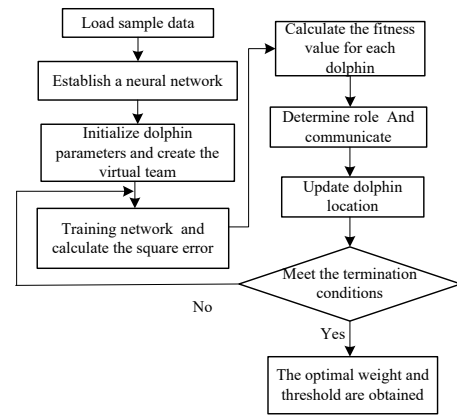 Load sample data
Establish a neural network
Initialize dolphin
parameters and create the
virtual team
Training network and
calculate the square error
Calculate the fitness
value for each
dolphin
Determine role And
communicate
Update dolphin
location
Meet the termination
conditions
No
Yes
The optimal weight and
threshold are obtained